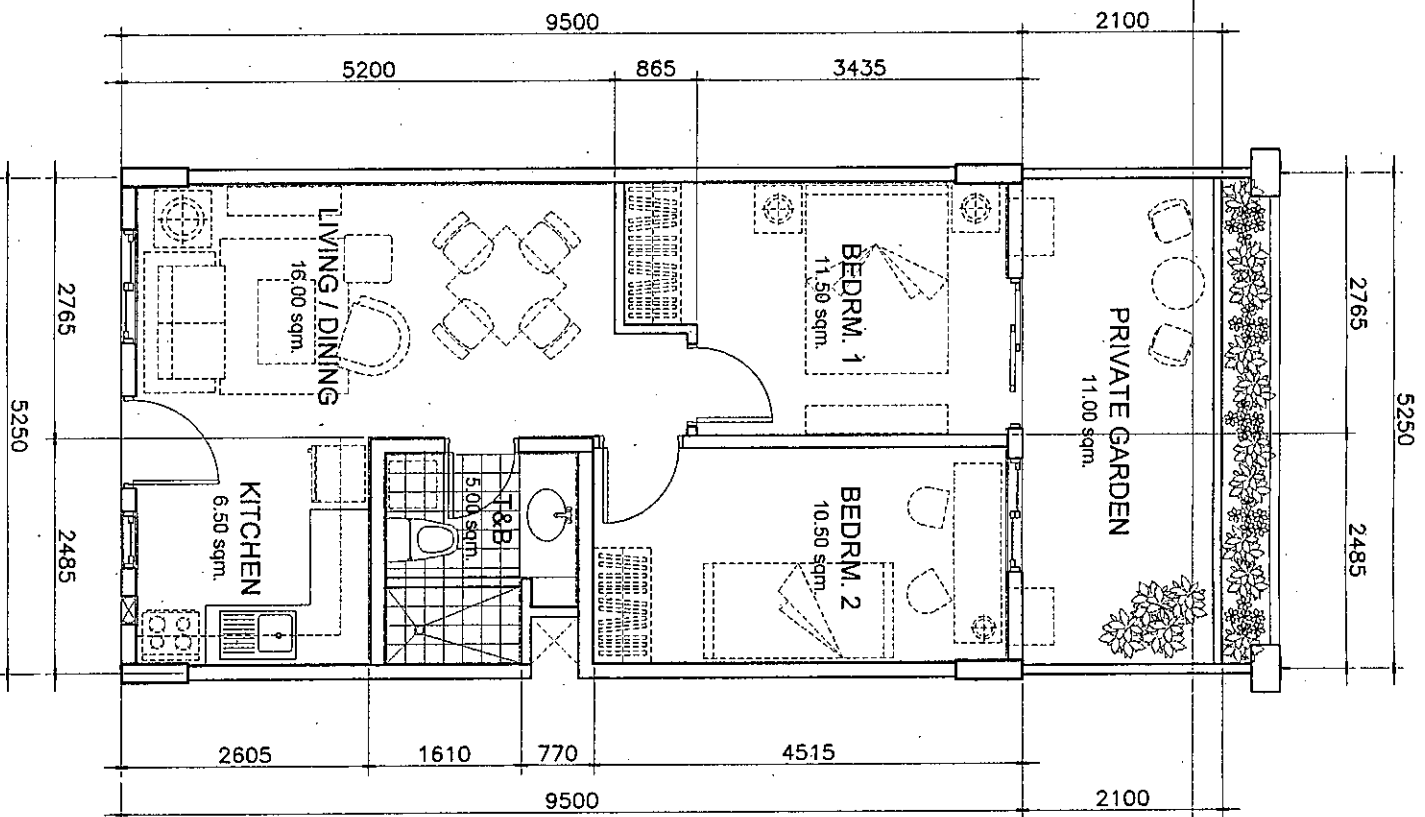 9500
2100
5200
865
3435
LIVING / DINING
16.00 sqm.
BEDRM. 1
11.50 sqm.
PRIVATE GARDEN
11.00 sqm.
2765
5250
2485
2765
5250
2485
KITCHEN
6.50 sqm.
T&B
5.00 sqm.
BEDRM. 2
10.50 sqm.
2605
1610
770
4515
9500
2100